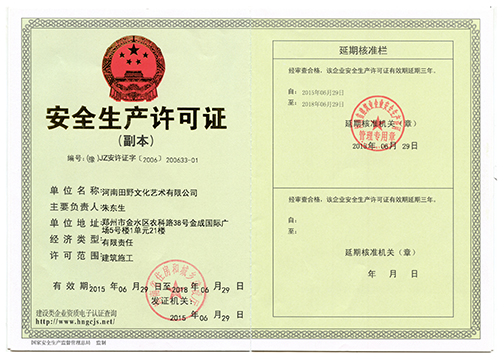 安全生产许可证
(副本)
编号:(豫)JZ安许证字〔2006〕200633-01
单位名称 河南田野文化艺术有限公司
主要负责人 朱东生
单位地址 郑州市金水区农科路38号金成国际广
场5号楼1单元21楼
经济类型 有限责任
许可范围 建筑施工
有效期 2015年06月29日至2018年06月29日
发证机关:
2015年06月29日
建设类企业资质电子认证查询
http://www.hngcjs.net/
国家安全生产监督管理总局 监制
延期核准栏
经审查合格,该企业安全生产许可证有效期延期三年。
自: 2015年06月29日
至: 2018年06月29日
延期核准机关(章)
管理专用章
06月29日
经审查合格,该企业安全生产许可证有效期延期三年。
自:
至:
延期核准机关(章)
年 月 日